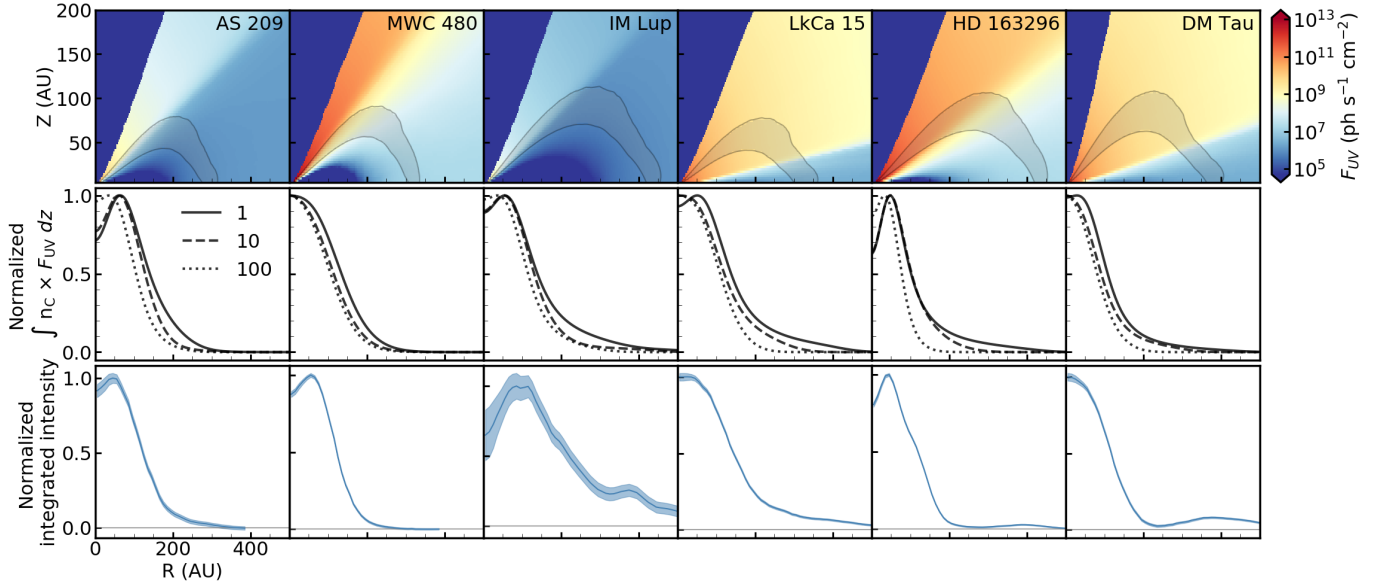 200
150
100
50
Z (AU)
AS 209
MWC 480
IM Lup
LkCa 15
HD 163296
DM Tau
10^13
10^11
10^9
10^7
10^5
F_UV (ph s^−1 cm^−2)
1.0
0.5
0.0
Normalized
∫ n_C × F_UV dz
1
10
100
1.0
0.5
0.0
Normalized
integrated intensity
0 200 400
R (AU)